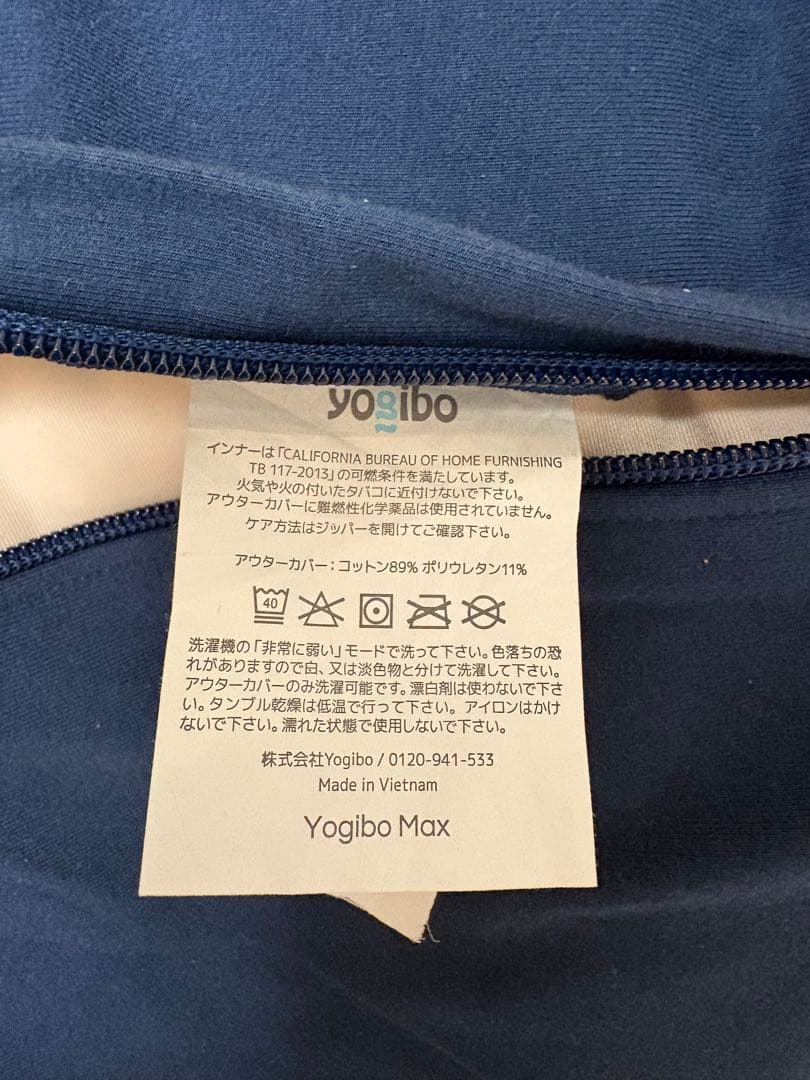 yogibo
インナーは「CALIFORNIA BUREAU OF HOME FURNISHING
TB 117-2013」の可燃条件を満たしています。
火気や火の付いたタバコに近付けないで下さい。
アウターカバーに難燃性化学薬品は使用されていません。
ケア方法はジッパーを開けてご確認下さい。
アウターカバー：コットン89% ポリウレタン11%
40
洗濯機の「非常に弱い」モードで洗って下さい。色落ちの恐
れがありますので白、又は淡色物と分けて洗濯して下さい。
アウターカバーのみ洗濯可能です。漂白剤は使わないで下さ
い。タンブル乾燥は低温で行って下さい。アイロンはかけ
ないで下さい。濡れた状態で使用しないで下さい。
株式会社Yogibo / 0120-941-533
Made in Vietnam
Yogibo Max